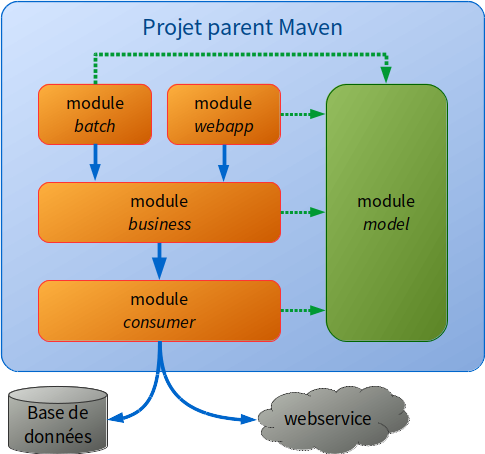 Projet parent Maven
module
batch
module
webapp
module
business
module
model
module
consumer
Base de
données
webservice